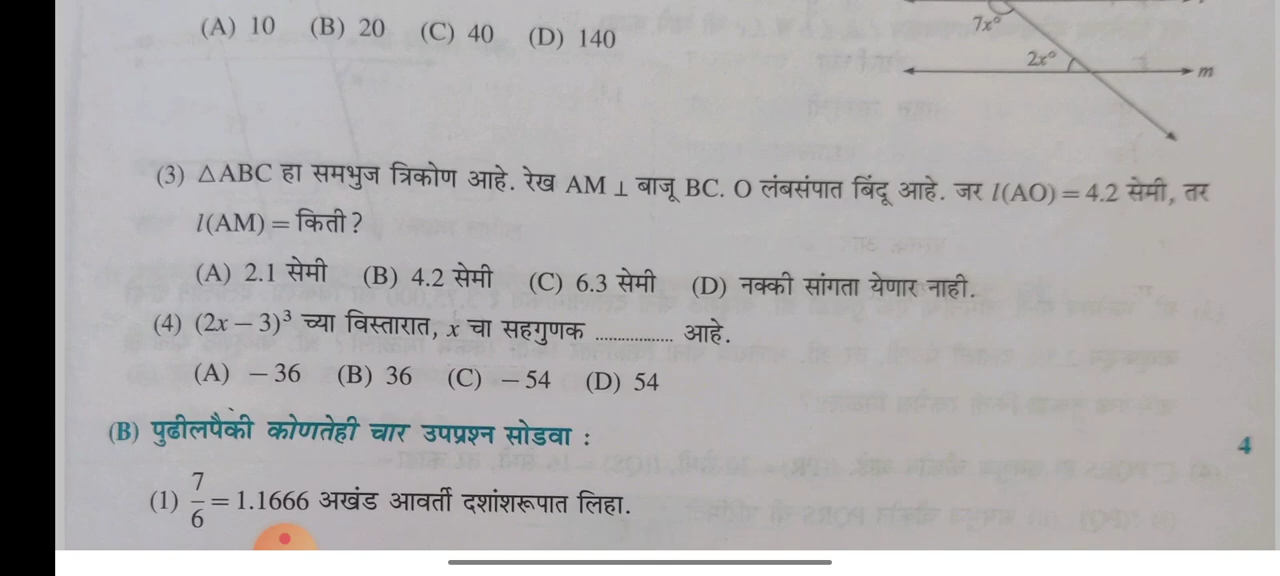 (A) 10 (B) 20 (C) 40 (D) 140
7x°
2x°
m
(3) △ABC हा समभुज त्रिकोण आहे. रेख AM ⊥ बाजू BC. O लंबसंपात बिंदू आहे. जर l(AO) = 4.2 सेमी, तर
l(AM) = किती ?
(A) 2.1 सेमी (B) 4.2 सेमी (C) 6.3 सेमी (D) नक्की सांगता येणार नाही.
(4) (2x – 3)³ च्या विस्तारात, x चा सहगुणक .................. आहे.
(A) – 36 (B) 36 (C) – 54 (D) 54
(B) पुढीलपैकी कोणतेही चार उपप्रश्न सोडवा : 4
(1) 7/6 = 1.1666 अखंड आवर्ती दशांशरूपात लिहा.